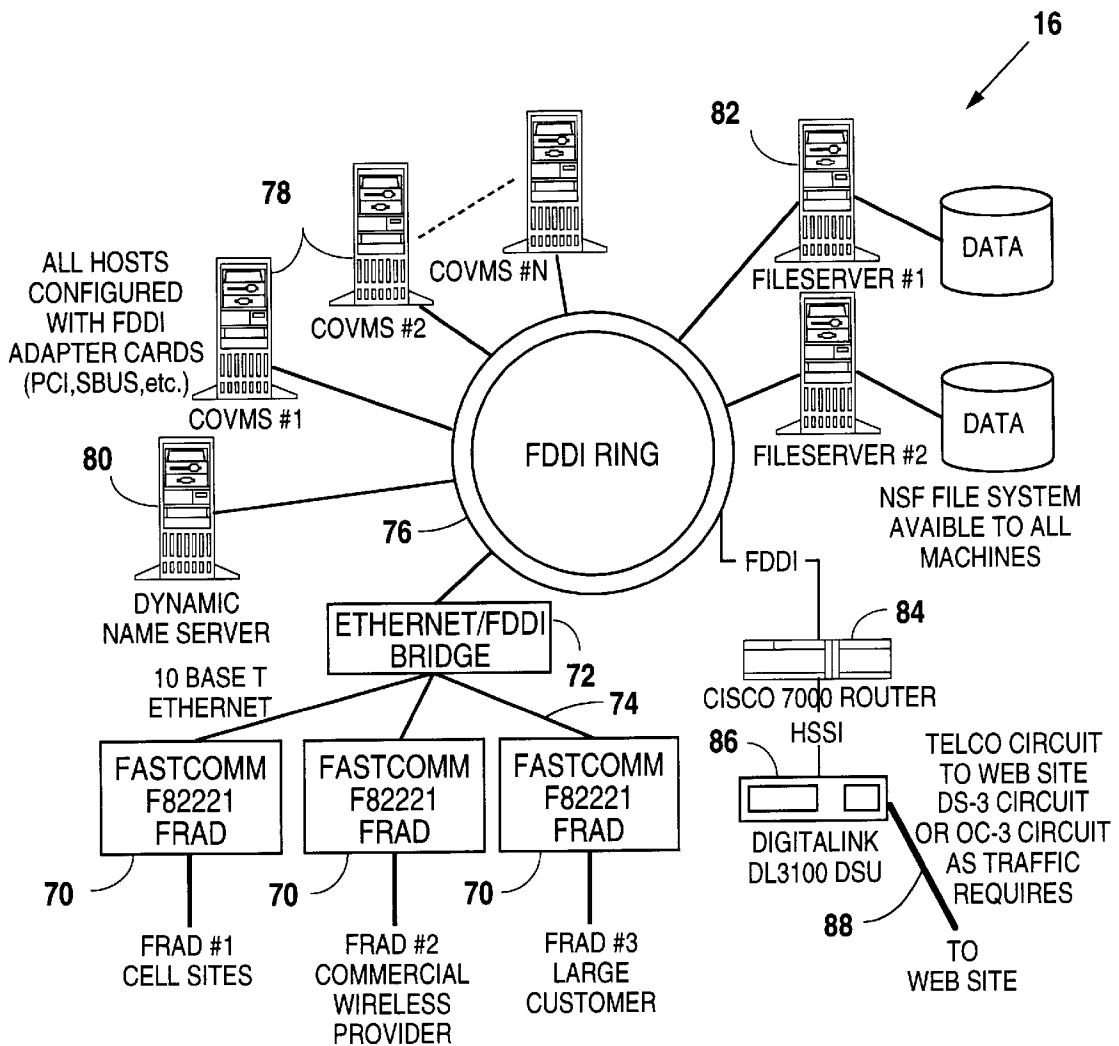 16
82
78
DATA
COVMS #N
FILESERVER #1
ALL HOSTS
CONFIGURED
WITH FDDI
ADAPTER CARDS
(PCI,SBUS,etc.)
COVMS #2
COVMS #1
FDDI RING
DATA
FILESERVER #2
80
76
NSF FILE SYSTEM
AVAIBLE TO ALL
MACHINES
FDDI
DYNAMIC
NAME SERVER
ETHERNET/FDDI
BRIDGE
72
84
10 BASE T
ETHERNET
74
CISCO 7000 ROUTER
HSSI
86
FASTCOMM
F82221
FRAD
FASTCOMM
F82221
FRAD
FASTCOMM
F82221
FRAD
TELCO CIRCUIT
TO WEB SITE
DS-3 CIRCUIT
OR OC-3 CIRCUIT
AS TRAFFIC
REQUIRES
DIGITALINK
DL3100 DSU
70
70
70
88
FRAD #1
CELL SITES
FRAD #2
COMMERCIAL
WIRELESS
PROVIDER
FRAD #3
LARGE
CUSTOMER
TO
WEB SITE